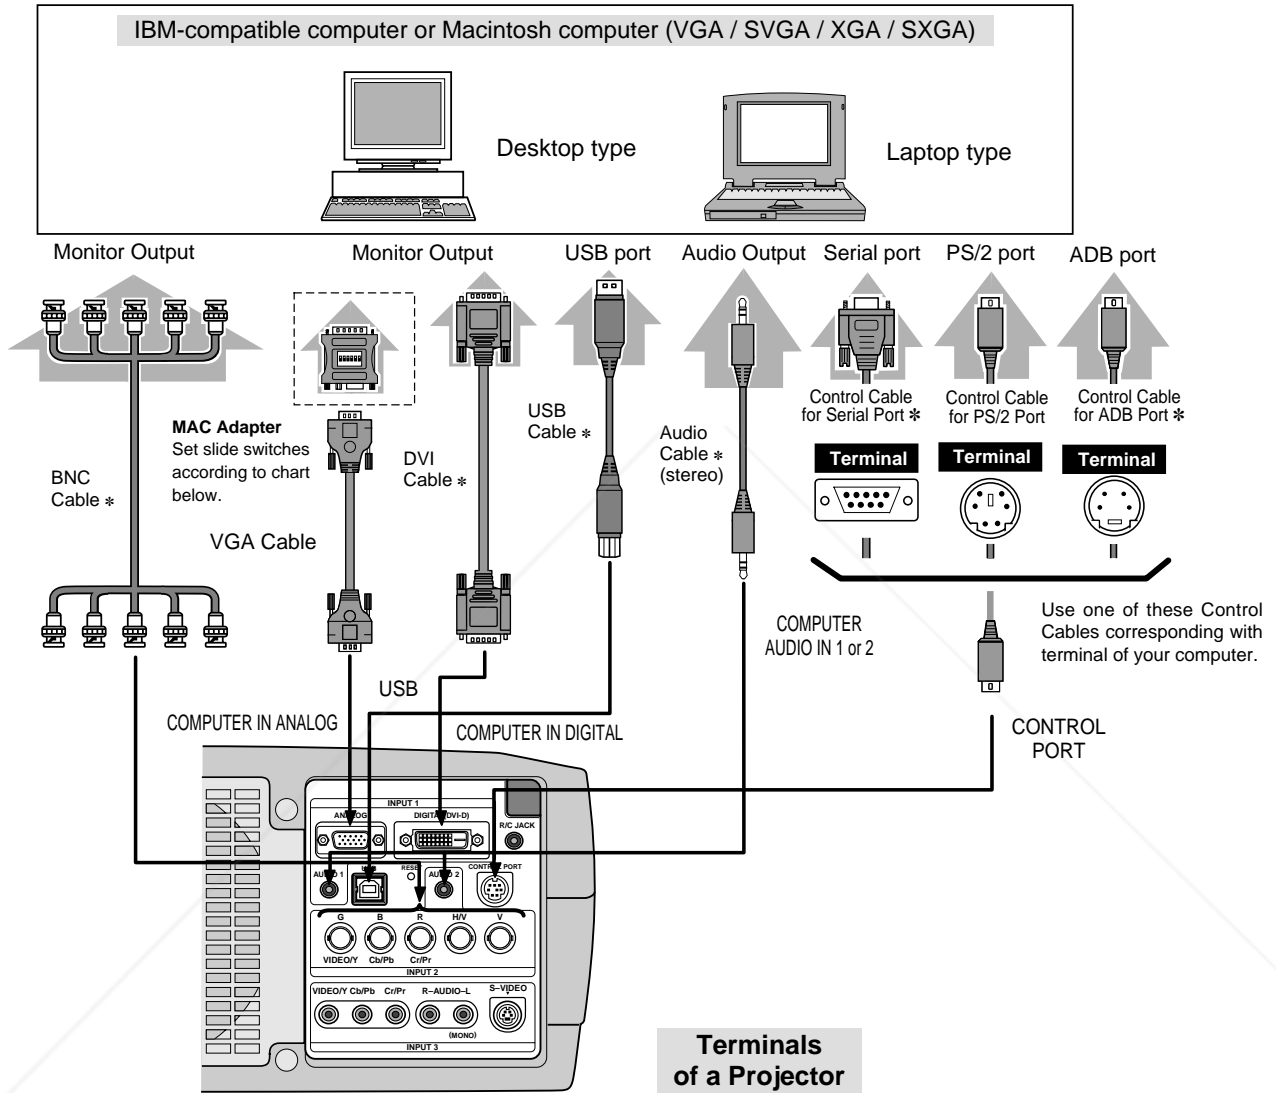 IBM-compatible computer or Macintosh computer (VGA / SVGA / XGA / SXGA)
Desktop type
Laptop type
Monitor Output
Monitor Output
USB port
Audio Output
Serial port
PS/2 port
ADB port
Control Cable
for Serial Port ✻
Control Cable
for PS/2 Port
Control Cable
for ADB Port ✻
MAC Adapter
Set slide switches
according to chart
below.
USB
Cable ✻
Audio
Cable ✻
(stereo)
BNC
Cable ✻
DVI
Cable ✻
Terminal
Terminal
Terminal
VGA Cable
COMPUTER
AUDIO IN 1 or 2
Use one of these Control
Cables corresponding with
terminal of your computer.
USB
COMPUTER IN ANALOG
COMPUTER IN DIGITAL
CONTROL
PORT
INPUT 1
DIGITAL (DVI-D)
R/C JACK
RESET
G B R H/V V
VIDEO/Y Cb/Pb Cr/Pr
INPUT 2
VIDEO/Y Cb/Pb Cr/Pr R–AUDIO–L S–VIDEO
(MONO)
INPUT 3
Terminals
of a Projector